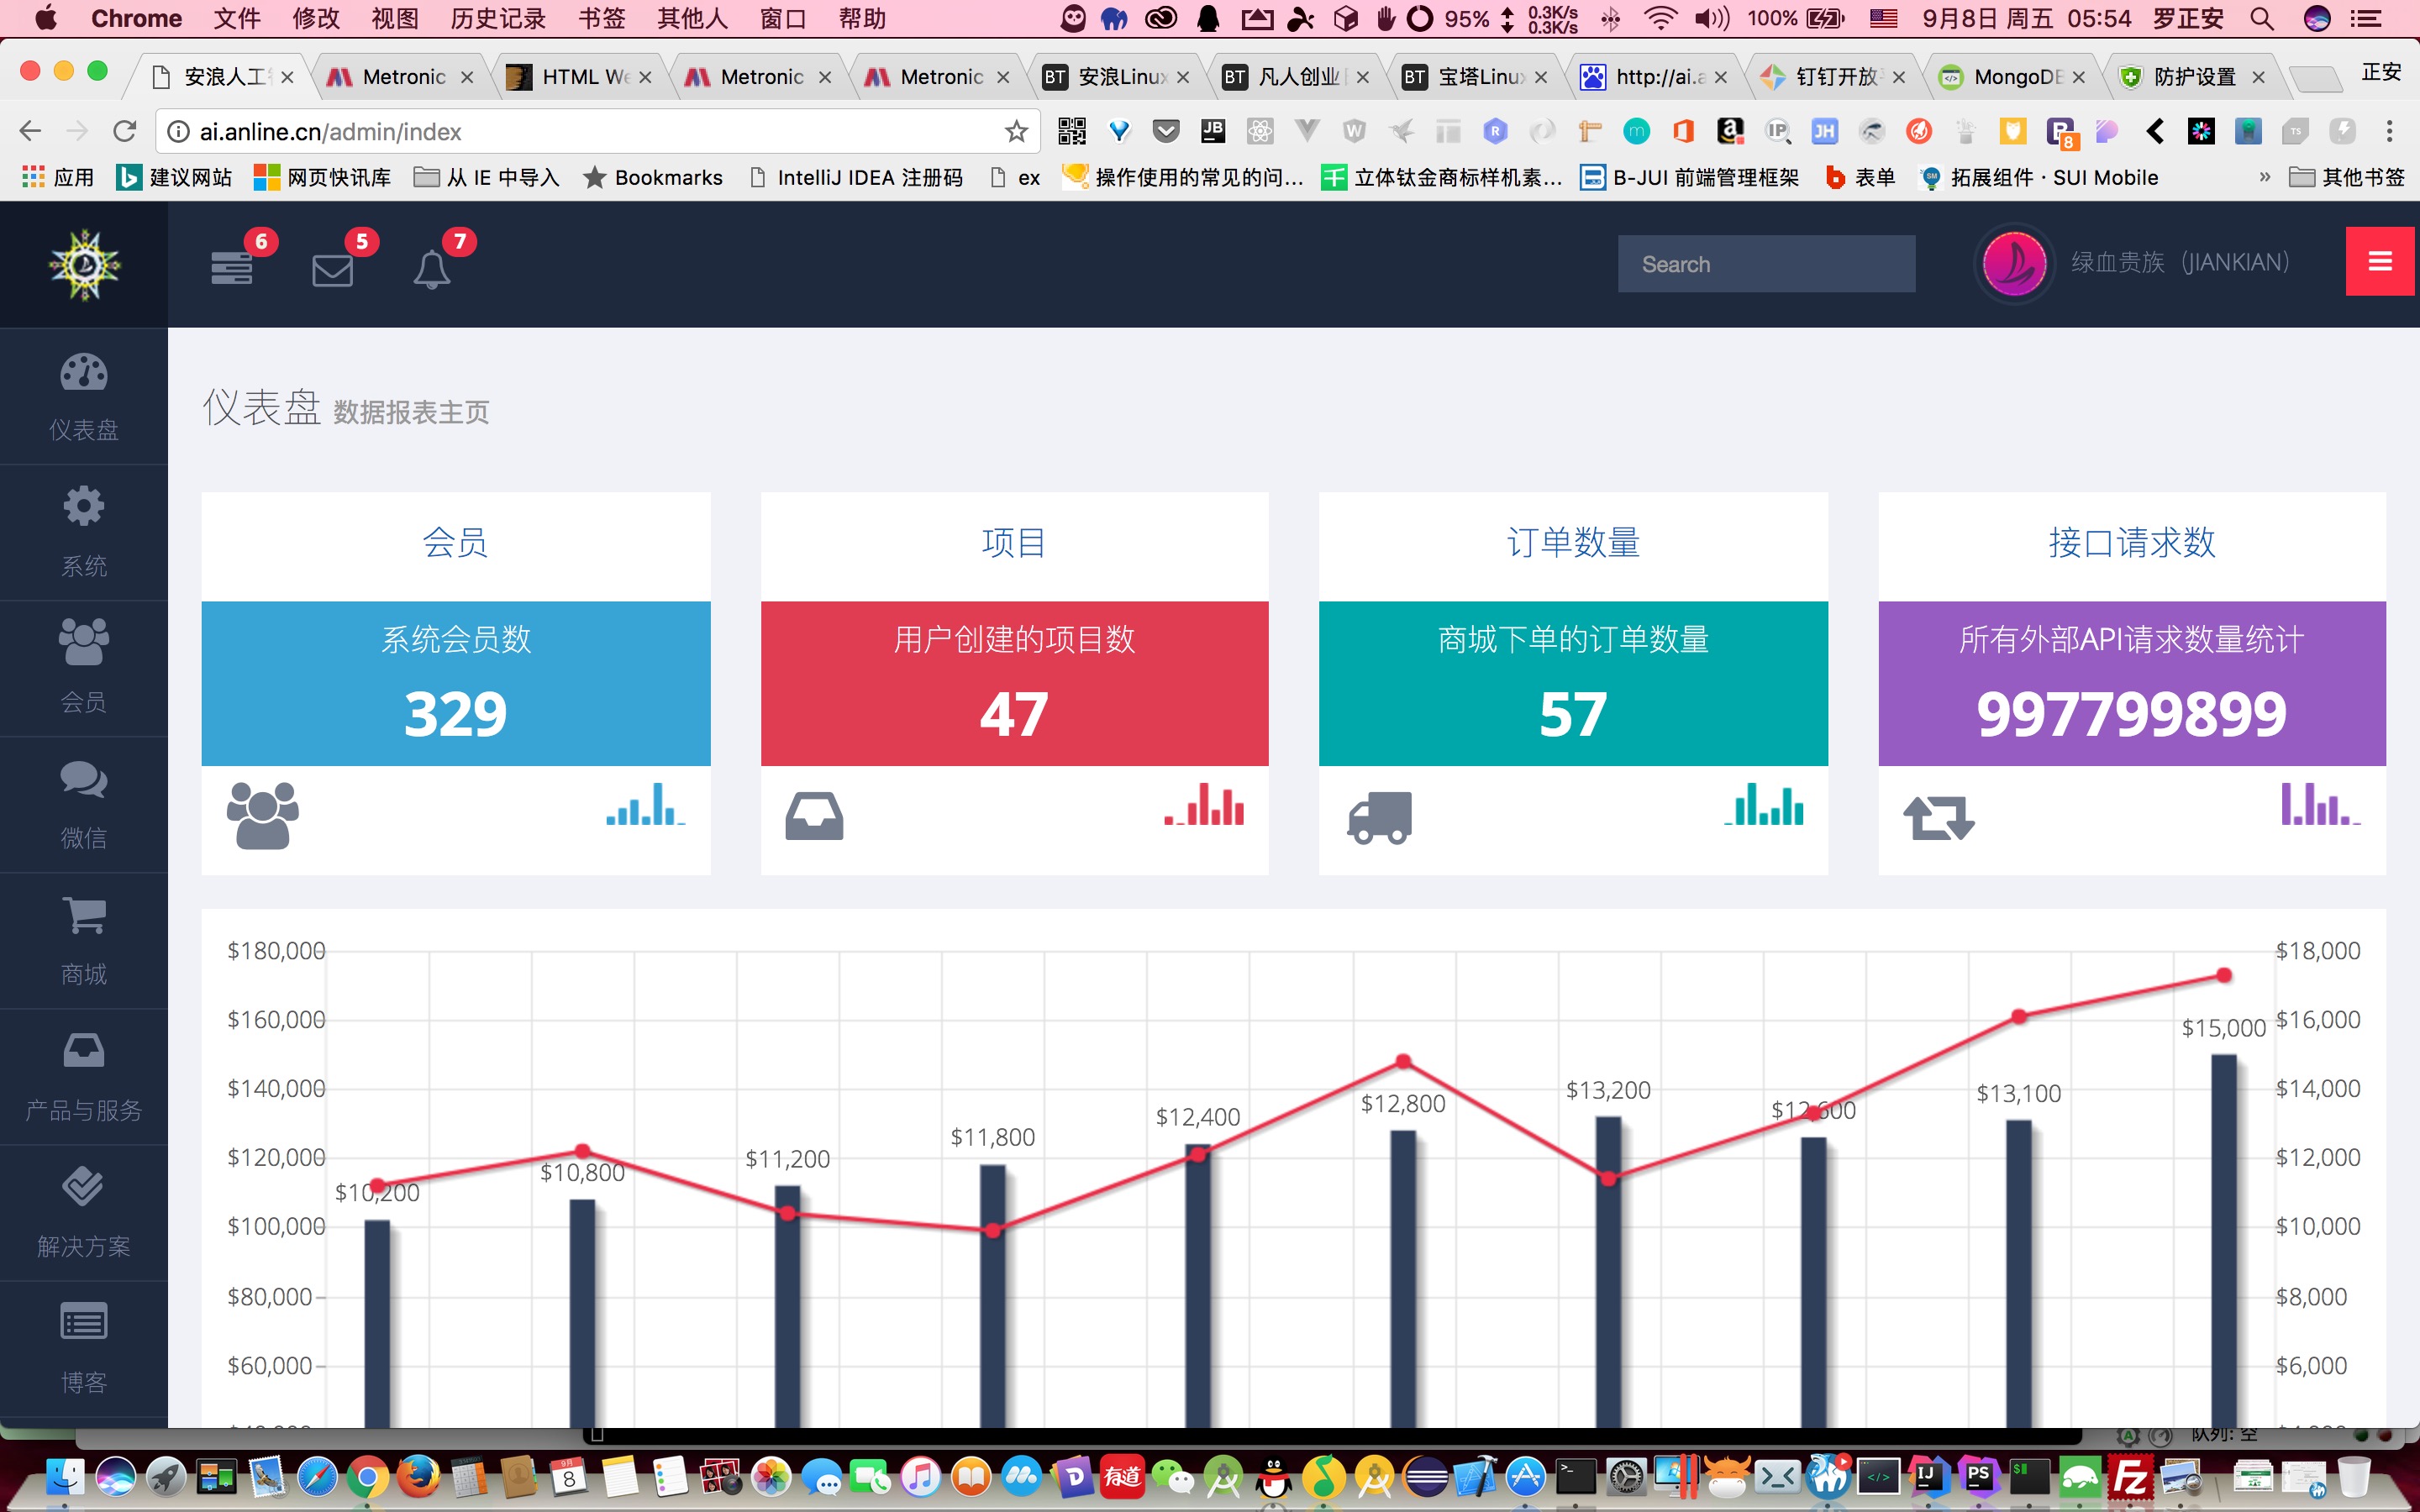 Chrome 文件 修改 视图 历史记录 书签 其他人 窗口 帮助 95% 0.3K/s 0.3K/s 100% 9月8日 周五 05:54 罗正安
安浪人工 Metronic HTML We Metronic Metronic BT 安浪Linux BT 凡人创业 BT 宝塔Linux http://ai.a 钉钉开放 MongoDB 防护设置 正安
ai.anline.cn/admin/index
应用 建议网站 网页快讯库 从 IE 中导入 Bookmarks IntelliJ IDEA 注册码 ex 操作使用的常见的问... 立体钛金商标样机素... B-JUI 前端管理框架 表单 拓展组件 · SUI Mobile » 其他书签
6 5 7
Search
绿血贵族（JIANKIAN）
仪表盘
系统
会员
微信
商城
产品与服务
解决方案
博客
仪表盘 数据报表主页
会员
系统会员数
329
项目
用户创建的项目数
47
订单数量
商城下单的订单数量
57
接口请求数
所有外部API请求数量统计
997799899
$180,000
$160,000
$140,000
$120,000
$100,000
$80,000
$60,000
$10,200
$10,800
$11,200
$11,800
$12,400
$12,800
$13,200
$12,600
$13,100
$15,000
$18,000
$16,000
$14,000
$12,000
$10,000
$8,000
$6,000
队列: 空